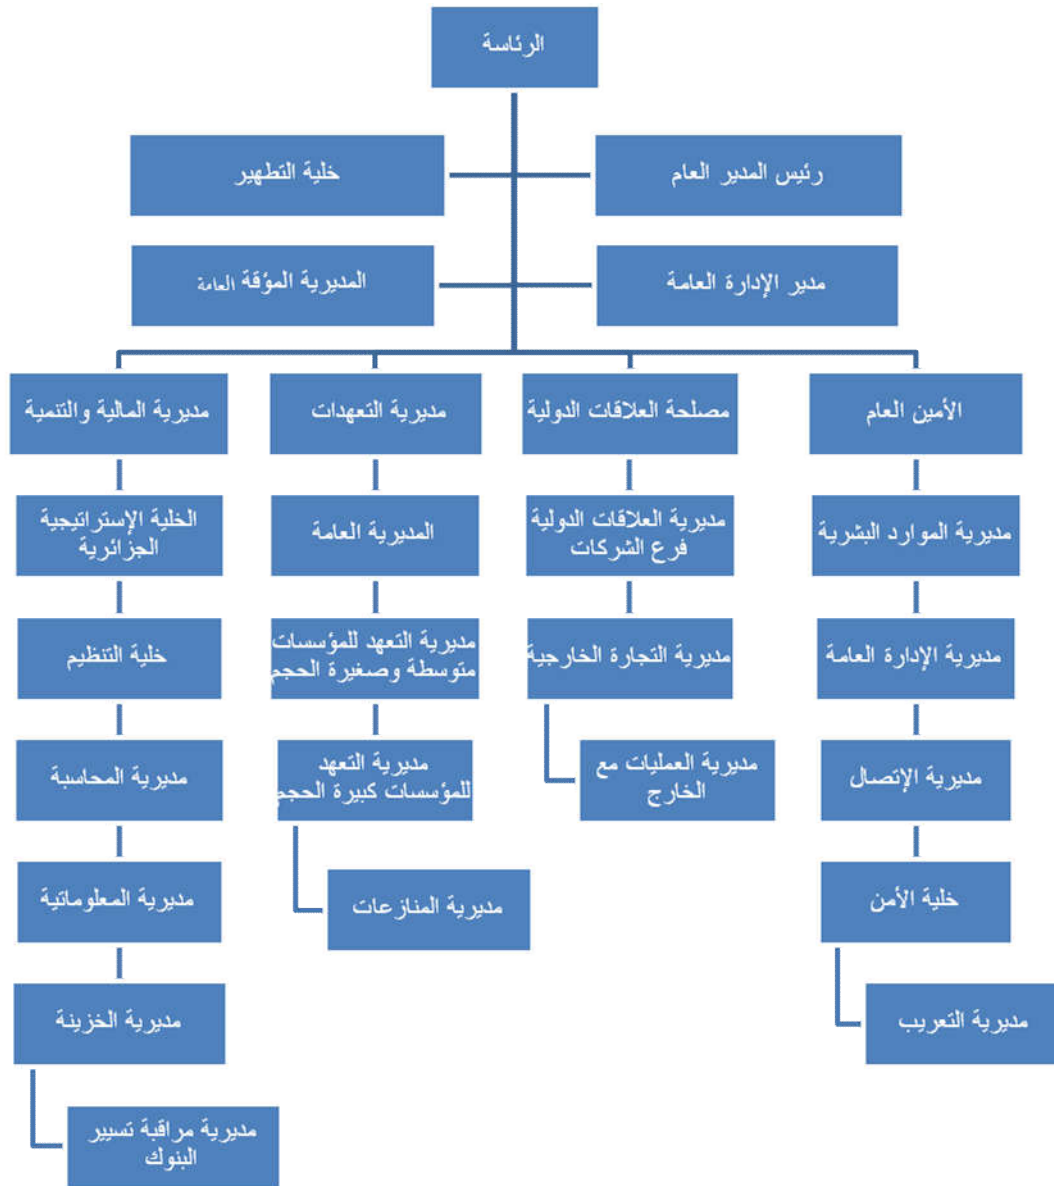 الرئاسة
رئيس المدير العام
خلية التطهير
مدير الإدارة العامة
المديرية المؤقة العامة
الأمين العام
مصلحة العلاقات الدولية
مديرية التعهدات
مديرية المالية والتنمية
مديرية الموارد البشرية
مديرية العلاقات الدولية
فرع الشركات
المديرية العامة
الخلية الإستراتيجية
الجزائرية
مديرية الإدارة العامة
مديرية التجارة الخارجية
مديرية التعهد للمؤسسات
متوسطة وصغيرة الحجم
خلية التنظيم
مديرية الإتصال
مديرية العمليات مع
الخارج
مديرية التعهد
للمؤسسات كبيرة الحجم
مديرية المحاسبة
خلية الأمن
مديرية المنازعات
مديرية المعلوماتية
مديرية التعريب
مديرية الخزينة
مديرية مراقبة تسيير
البنوك